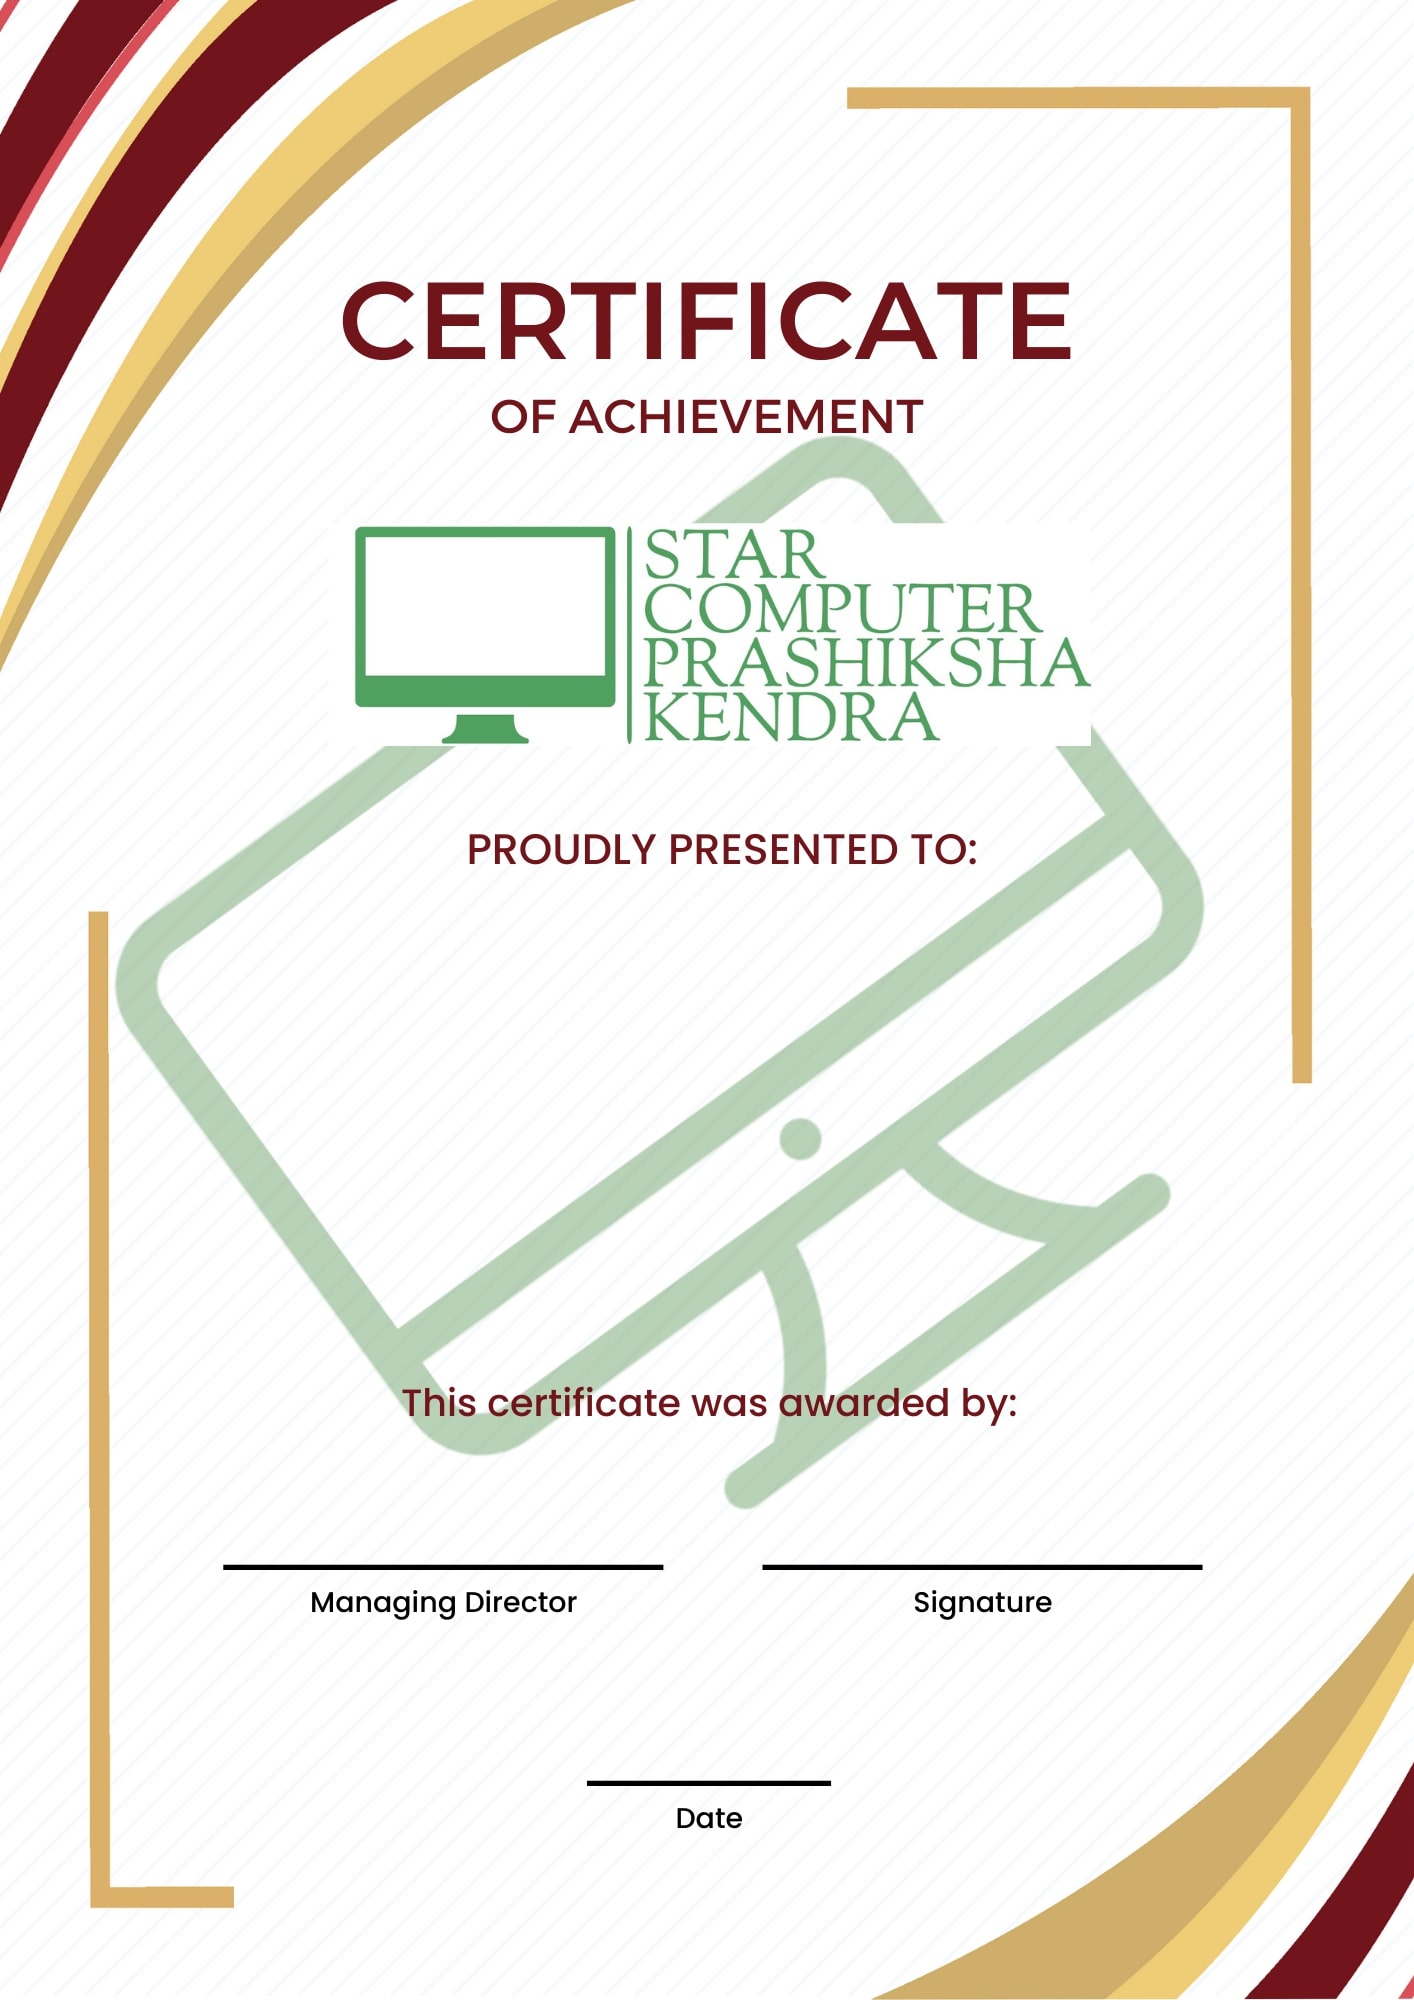 CERTIFICATE
OF ACHIEVEMENT
STAR
COMPUTER
PRASHIKSHA
KENDRA
PROUDLY PRESENTED TO:
This certificate was awarded by:
Managing Director
Signature
Date